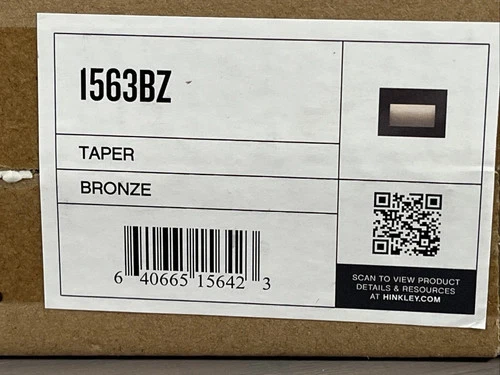 1563BZ
TAPER
BRONZE
6 40665 15642 3
SCAN TO VIEW PRODUCT
DETAILS & RESOURCES
AT HINKLEY.COM